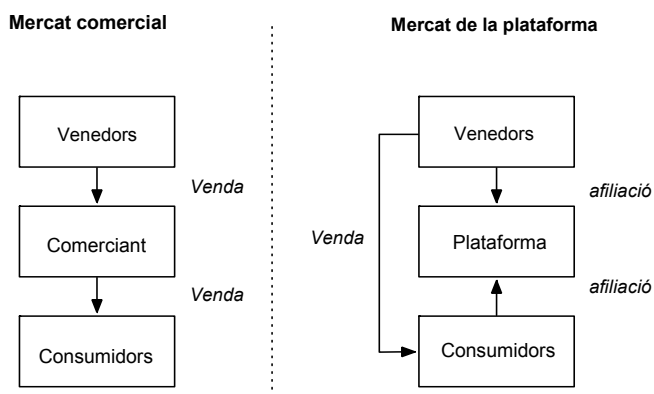 Mercat comercial
Venedors
Venda
Comerciant
Venda
Consumidors
Mercat de la plataforma
Venedors
afiliació
Venda
Plataforma
afiliació
Consumidors